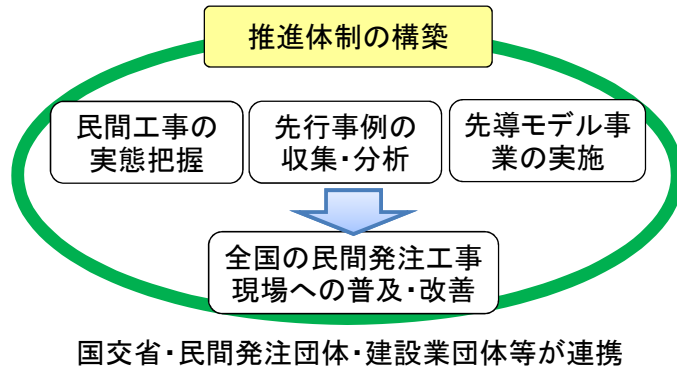 推進体制の構築
民間工事の
実態把握
先行事例の
収集・分析
先導モデル事
業の実施
全国の民間発注工事
現場への普及・改善
国交省・民間発注団体・建設業団体等が連携